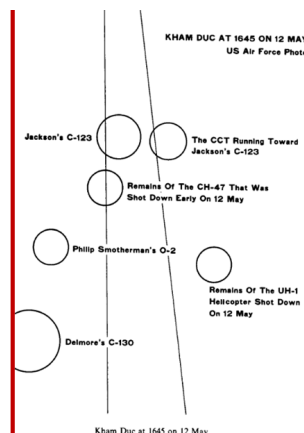 KHAM DUC AT 1645 ON 12 MAY
US Air Force Photo
Jackson's C-123
The CCT Running Toward
Jackson's C-123
Remains Of The CH-47 That Was
Shot Down Early On 12 May
Philip Smotherman's O-2
Remains Of The UH-1
Helicopter Shot Down
On 12 May
Delmore's C-130
Kham Duc at 1645 on 12 May